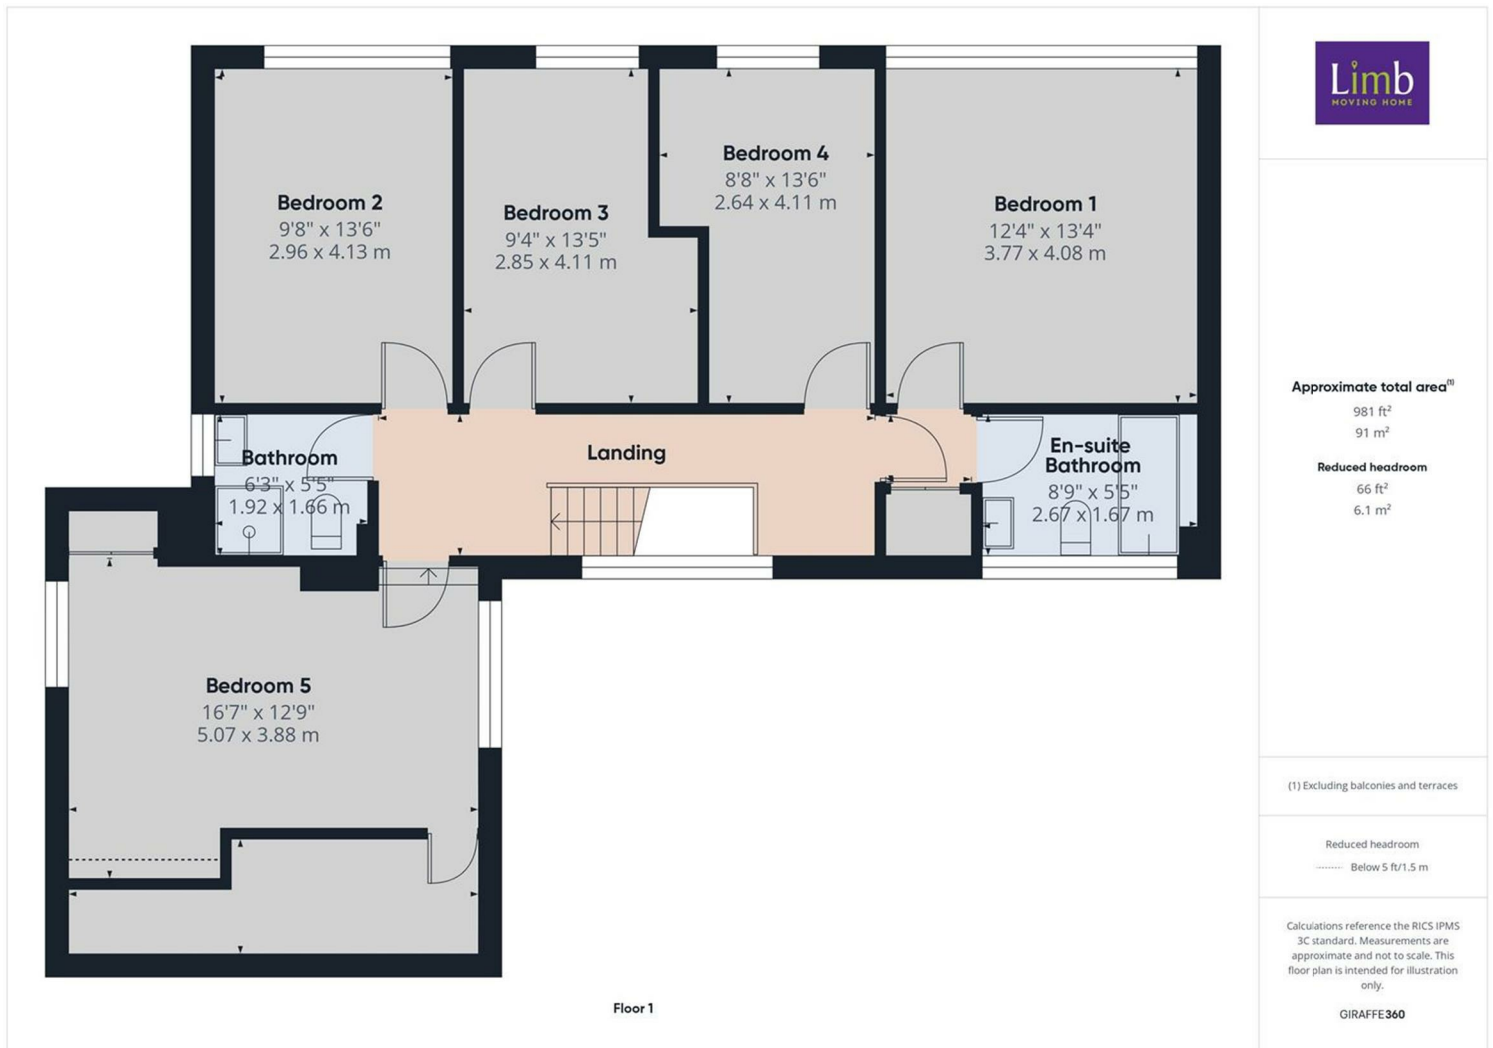 Bedroom 2
9'8" x 13'6"
2.96 x 4.13 m
Bedroom 3
9'4" x 13'5"
2.85 x 4.11 m
Bedroom 4
8'8" x 13'6"
2.64 x 4.11 m
Bedroom 1
12'4" x 13'4"
3.77 x 4.08 m
Bathroom
6'3" x 5'5"
1.92 x 1.66 m
Landing
En-suite
Bathroom
8'9" x 5'5"
2.67 x 1.67 m
Bedroom 5
16'7" x 12'9"
5.07 x 3.88 m
Floor 1
Limb
MOVING HOME
Approximate total area(1)
981 ft²
91 m²
Reduced headroom
66 ft²
6.1 m²
(1) Excluding balconies and terraces
Reduced headroom
Below 5 ft/1.5 m
Calculations reference the RICS IPMS
3C standard. Measurements are
approximate and not to scale. This
floor plan is intended for illustration
only.
GIRAFFE360